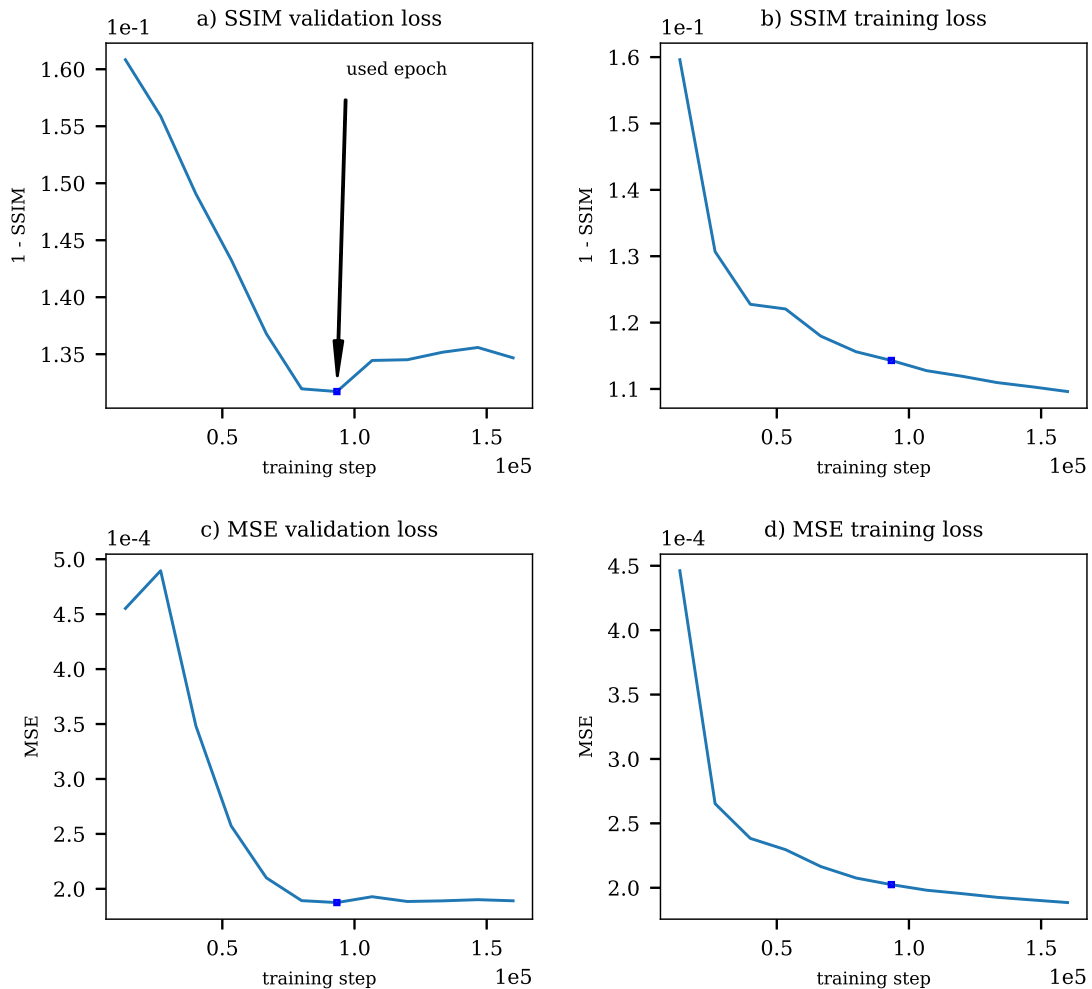 a) SSIM validation loss
1e-1
used epoch
1.60
1.55
1.50
1.45
1.40
1.35
1 - SSIM
0.5
1.0
1.5
1e5
training step
b) SSIM training loss
1e-1
1.6
1.5
1.4
1.3
1.2
1.1
1 - SSIM
0.5
1.0
1.5
1e5
training step
c) MSE validation loss
1e-4
5.0
4.5
4.0
3.5
3.0
2.5
2.0
MSE
0.5
1.0
1.5
1e5
training step
d) MSE training loss
1e-4
4.5
4.0
3.5
3.0
2.5
2.0
MSE
0.5
1.0
1.5
1e5
training step